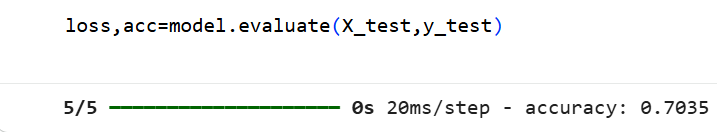 loss,acc=model.evaluate(X_test,y_test)
5/5 ━━━━━━━━━━━━━━━━━━━━ 0s 20ms/step - accuracy: 0.7035